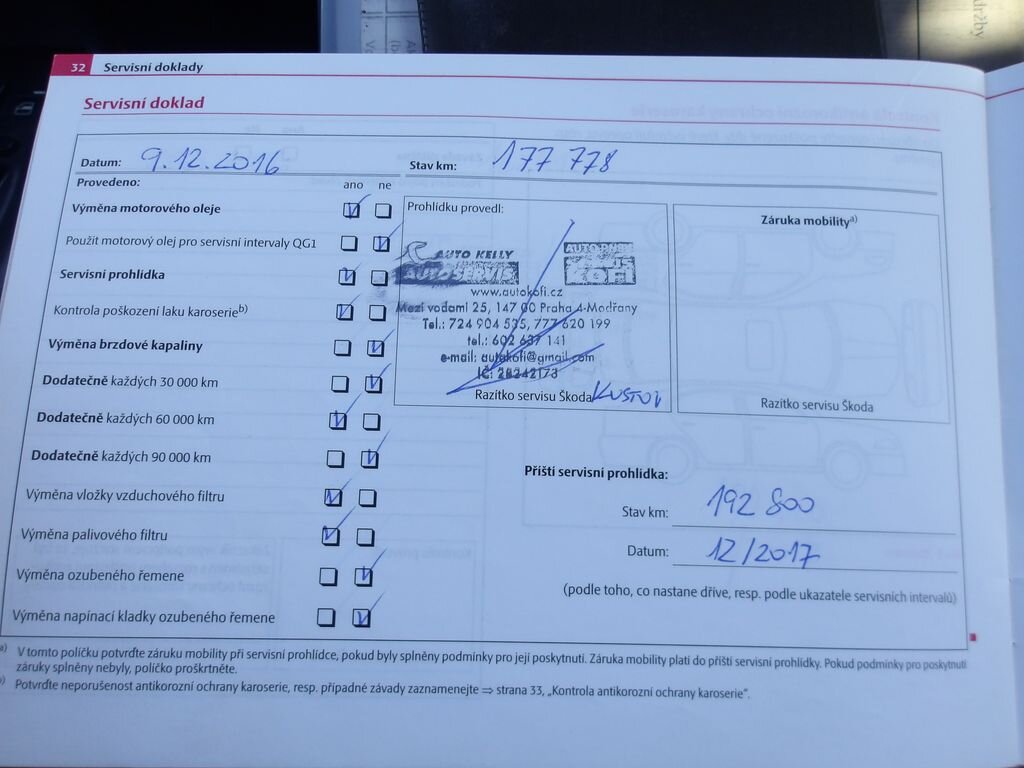 32 Servisní doklady
Servisní doklad
Datum: 9.12.2016
Stav km: 177 778
Provedeno: ano ne
Výměna motorového oleje
Použit motorový olej pro servisní intervaly QG1
Servisní prohlídka
Kontrola poškození laku karoserie b)
Výměna brzdové kapaliny
Dodatečně každých 30 000 km
Dodatečně každých 60 000 km
Dodatečně každých 90 000 km
Výměna vložky vzduchového filtru
Výměna palivového filtru
Výměna ozubeného řemene
Výměna napínací kladky ozubeného řemene
Prohlídku provedl:
AUTO KELLY
AUTOSERVIS
KOFI
www.autokofi.cz
Mezi vodami 25, 147 00 Praha 4-Modřany
Tel.: 724 904 535, 777 620 199
tel.: 602 637 141
e-mail: autokofi@gmail.com
IČ: 28242173
Razítko servisu Škoda
Záruka mobility a)
Razítko servisu Škoda
Příští servisní prohlídka:
Stav km: 192 800
Datum: 12/2017
(podle toho, co nastane dříve, resp. podle ukazatele servisních intervalů)
a) V tomto políčku potvrďte záruku mobility při servisní prohlídce, pokud byly splněny podmínky pro její poskytnutí. Záruka mobility platí do příští servisní prohlídky. Pokud podmínky pro poskytnutí
záruky splněny nebyly, políčko proškrtněte.
b) Potvrďte neporušenost antikorozní ochrany karoserie, resp. případné závady zaznamenejte ⇒ strana 33, „Kontrola antikorozní ochrany karoserie“.